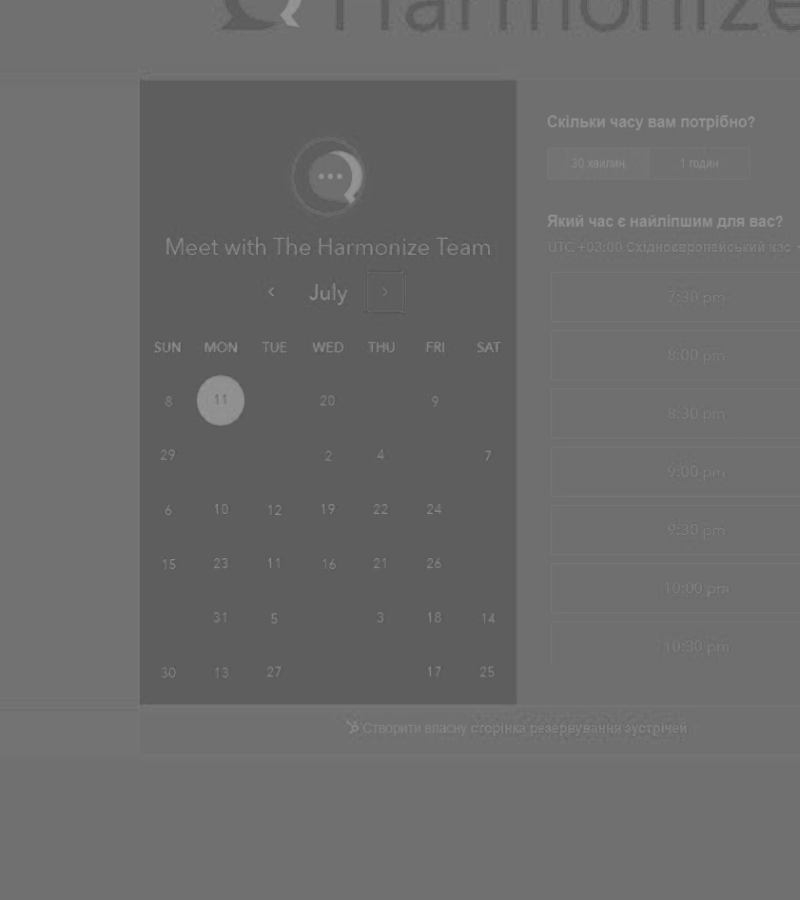 Harmonize
Скільки часу вам потрібно?
30 хвилин 1 годин
Який час є найліпшим для вас?
UTC +03:00 Східноєвропейський час
Meet with The Harmonize Team
July
SUN MON TUE WED THU FRI SAT
8 11 20 9
29 2 4 7
6 10 12 19 22 24
15 23 11 16 21 26
31 5 3 18 14
30 13 27 17 25
7:30 pm
8:00 pm
8:30 pm
9:00 pm
9:30 pm
10:00 pm
10:30 pm
Створити власну сторінка резервування зустрічей